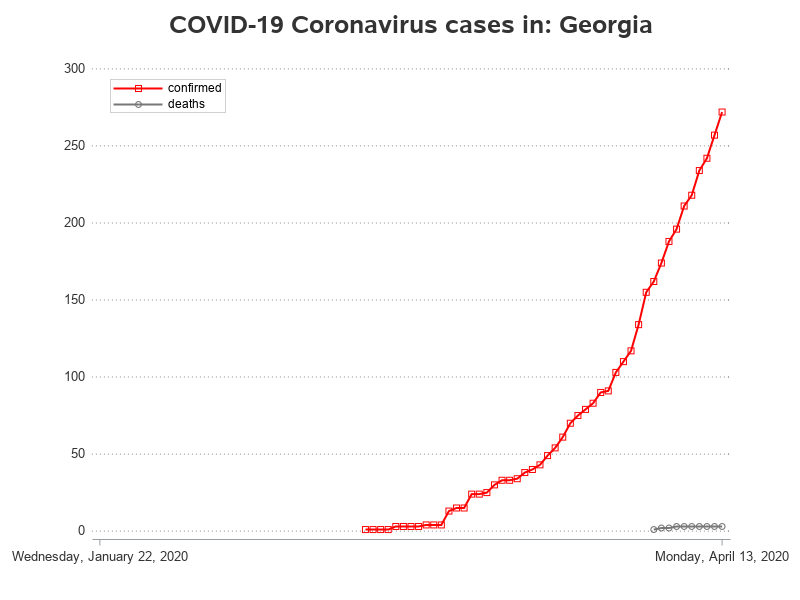 COVID-19 Coronavirus cases in: Georgia
300
confirmed
deaths
250
200
150
100
50
0
Wednesday, January 22, 2020
Monday, April 13, 2020